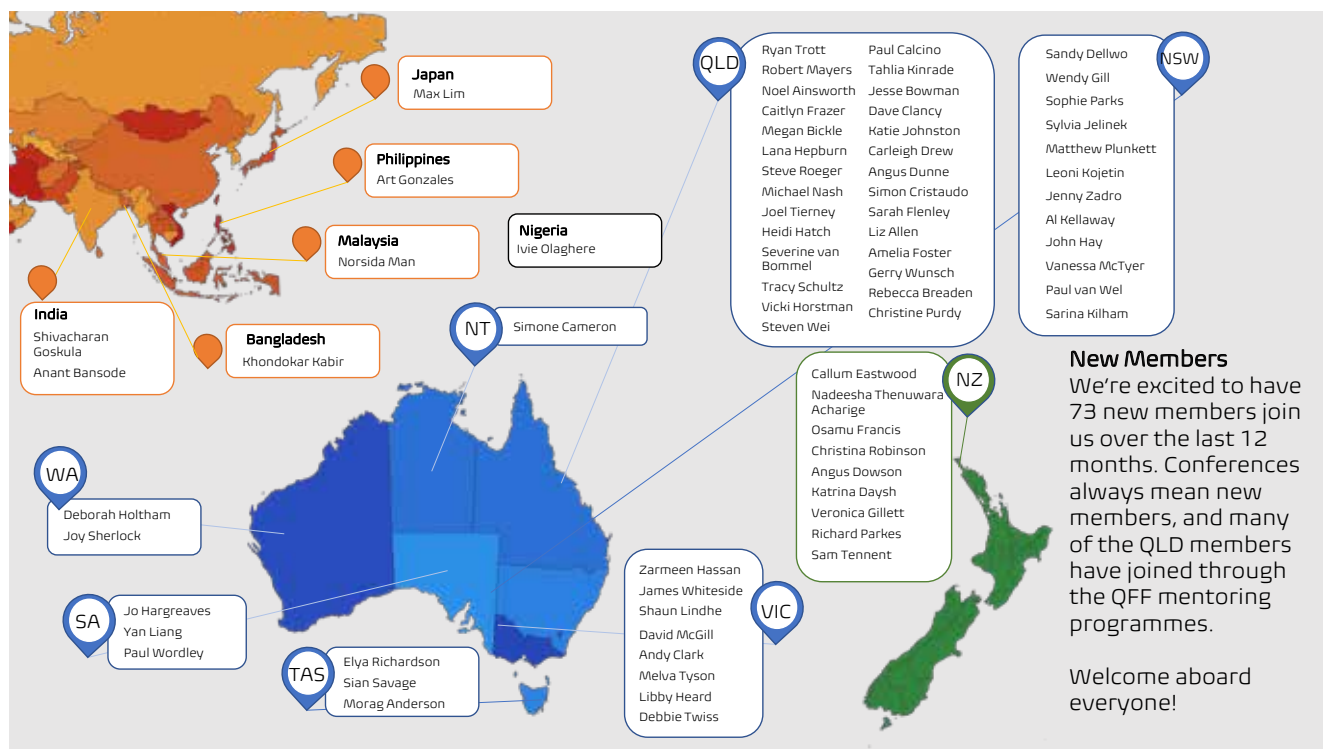 Japan
Max Lim
Philippines
Art Gonzales
Malaysia
Norsida Man
Nigeria
Ivie Olaghere
India
Shivacharan
Goskula
Anant Bansode
Bangladesh
Khondokar Kabir
QLD
Ryan Trott
Robert Mayers
Noel Ainsworth
Caitlyn Frazer
Megan Bickle
Lana Hepburn
Steve Roeger
Michael Nash
Joel Tierney
Heidi Hatch
Severine van
Bommel
Tracy Schultz
Vicki Horstman
Steven Wei
Paul Calcino
Tahlia Kinrade
Jesse Bowman
Dave Clancy
Katie Johnston
Carleigh Drew
Angus Dunne
Simon Cristaudo
Sarah Flenley
Liz Allen
Amelia Foster
Gerry Wunsch
Rebecca Breaden
Christine Purdy
NSW
Sandy Dellwo
Wendy Gill
Sophie Parks
Sylvia Jelinek
Matthew Plunkett
Leoni Kojetin
Jenny Zadro
Al Kellaway
John Hay
Vanessa McTyer
Paul van Wel
Sarina Kilham
NT
Simone Cameron
WA
Deborah Holtham
Joy Sherlock
SA
Jo Hargreaves
Yan Liang
Paul Wordley
TAS
Elya Richardson
Sian Savage
Morag Anderson
VIC
Zarmeen Hassan
James Whiteside
Shaun Lindhe
David McGill
Andy Clark
Melva Tyson
Libby Heard
Debbie Twiss
NZ
Callum Eastwood
Nadeesha Thenuwara
Acharige
Osamu Francis
Christina Robinson
Angus Dowson
Katrina Daysh
Veronica Gillett
Richard Parkes
Sam Tennent
New Members
We're excited to have
73 new members join
us over the last 12
months. Conferences
always mean new
members, and many
of the QLD members
have joined through
the QFF mentoring
programmes.
Welcome aboard
everyone!